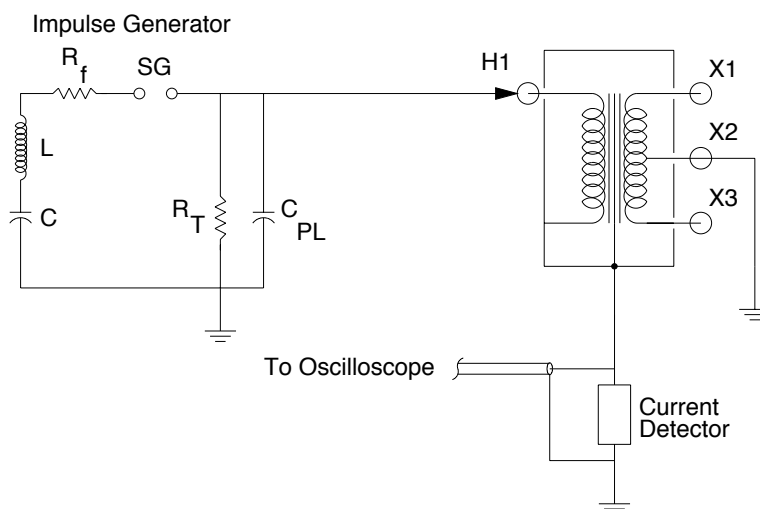 Impulse Generator
R
f
SG
L
C
R
T
C
PL
H1
X1
X2
X3
To Oscilloscope
Current
Detector